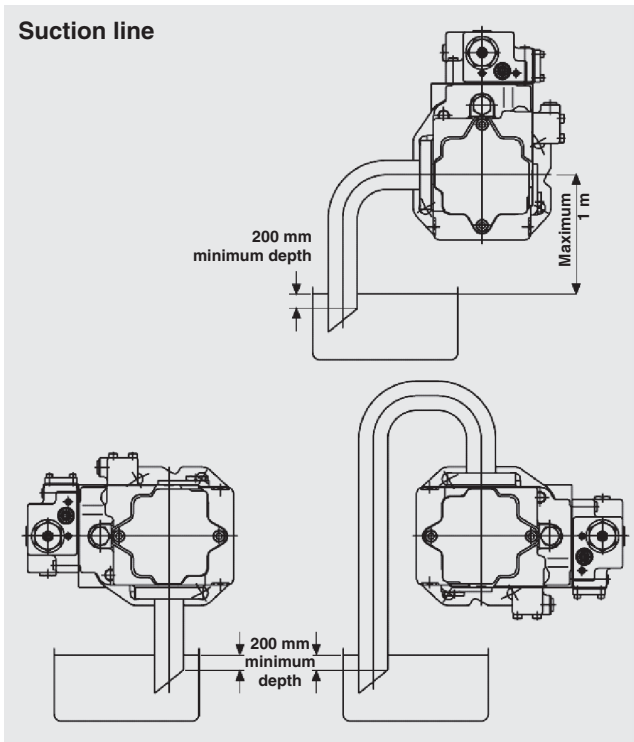 Suction line
200 mm
minimum depth
Maximum
1 m
200 mm
minimum
depth